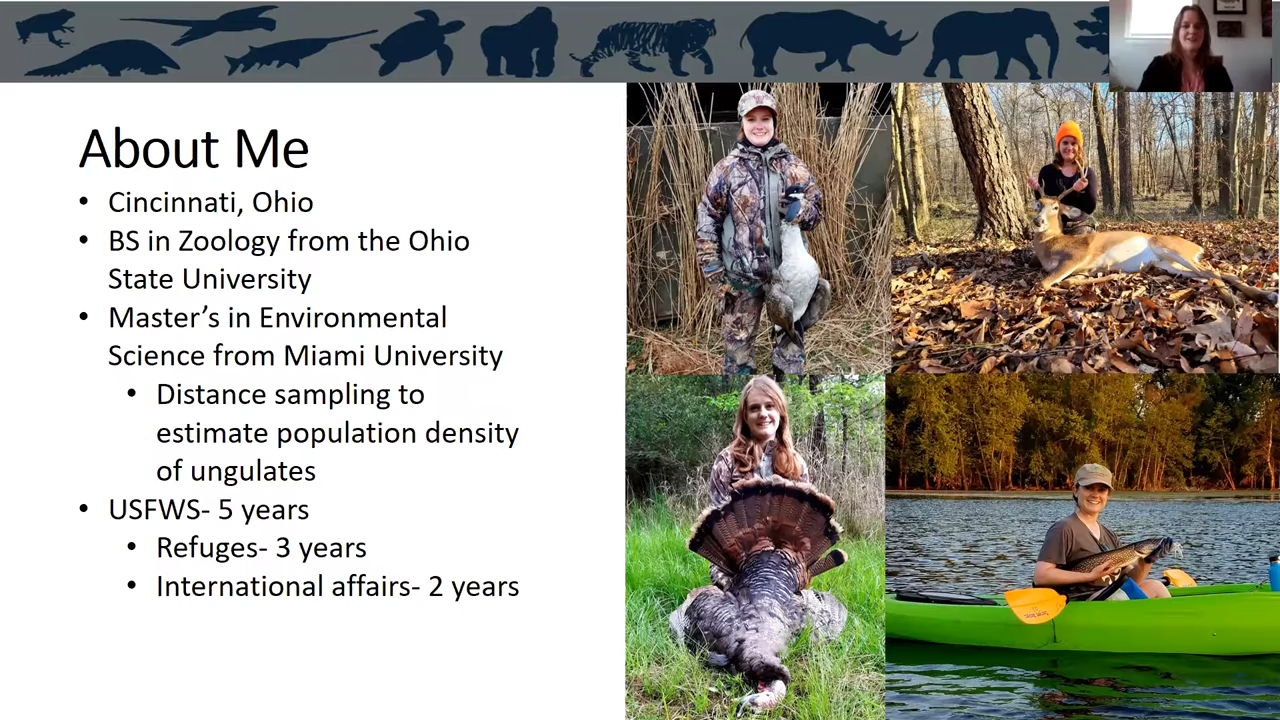 About Me
• Cincinnati, Ohio
• BS in Zoology from the Ohio
State University
• Master’s in Environmental
Science from Miami University
• Distance sampling to
estimate population density
of ungulates
• USFWS- 5 years
• Refuges- 3 years
• International affairs- 2 years